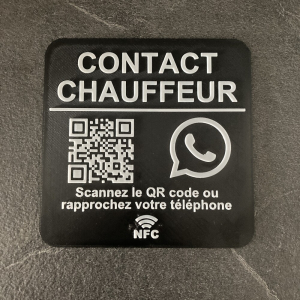 CONTACT
CHAUFFEUR
Scannez le QR code ou
rapprochez votre téléphone
NFC